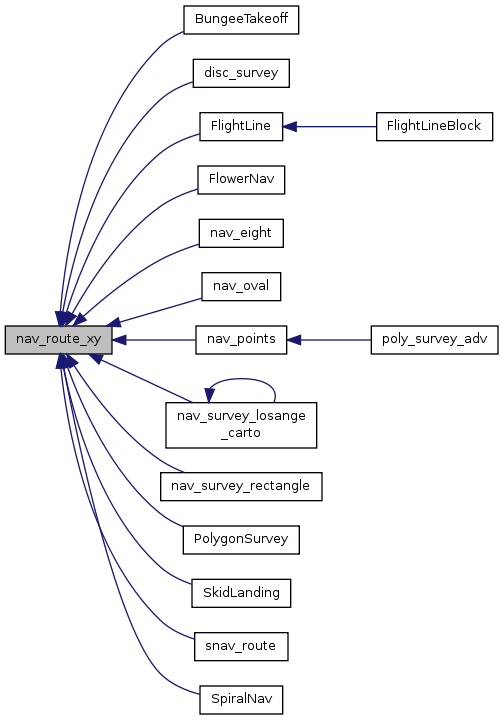 BungeeTakeoff
disc_survey
FlightLine
FlightLineBlock
FlowerNav
nav_eight
nav_oval
nav_route_xy
nav_points
poly_survey_adv
nav_survey_losange
_carto
nav_survey_rectangle
PolygonSurvey
SkidLanding
snav_route
SpiralNav